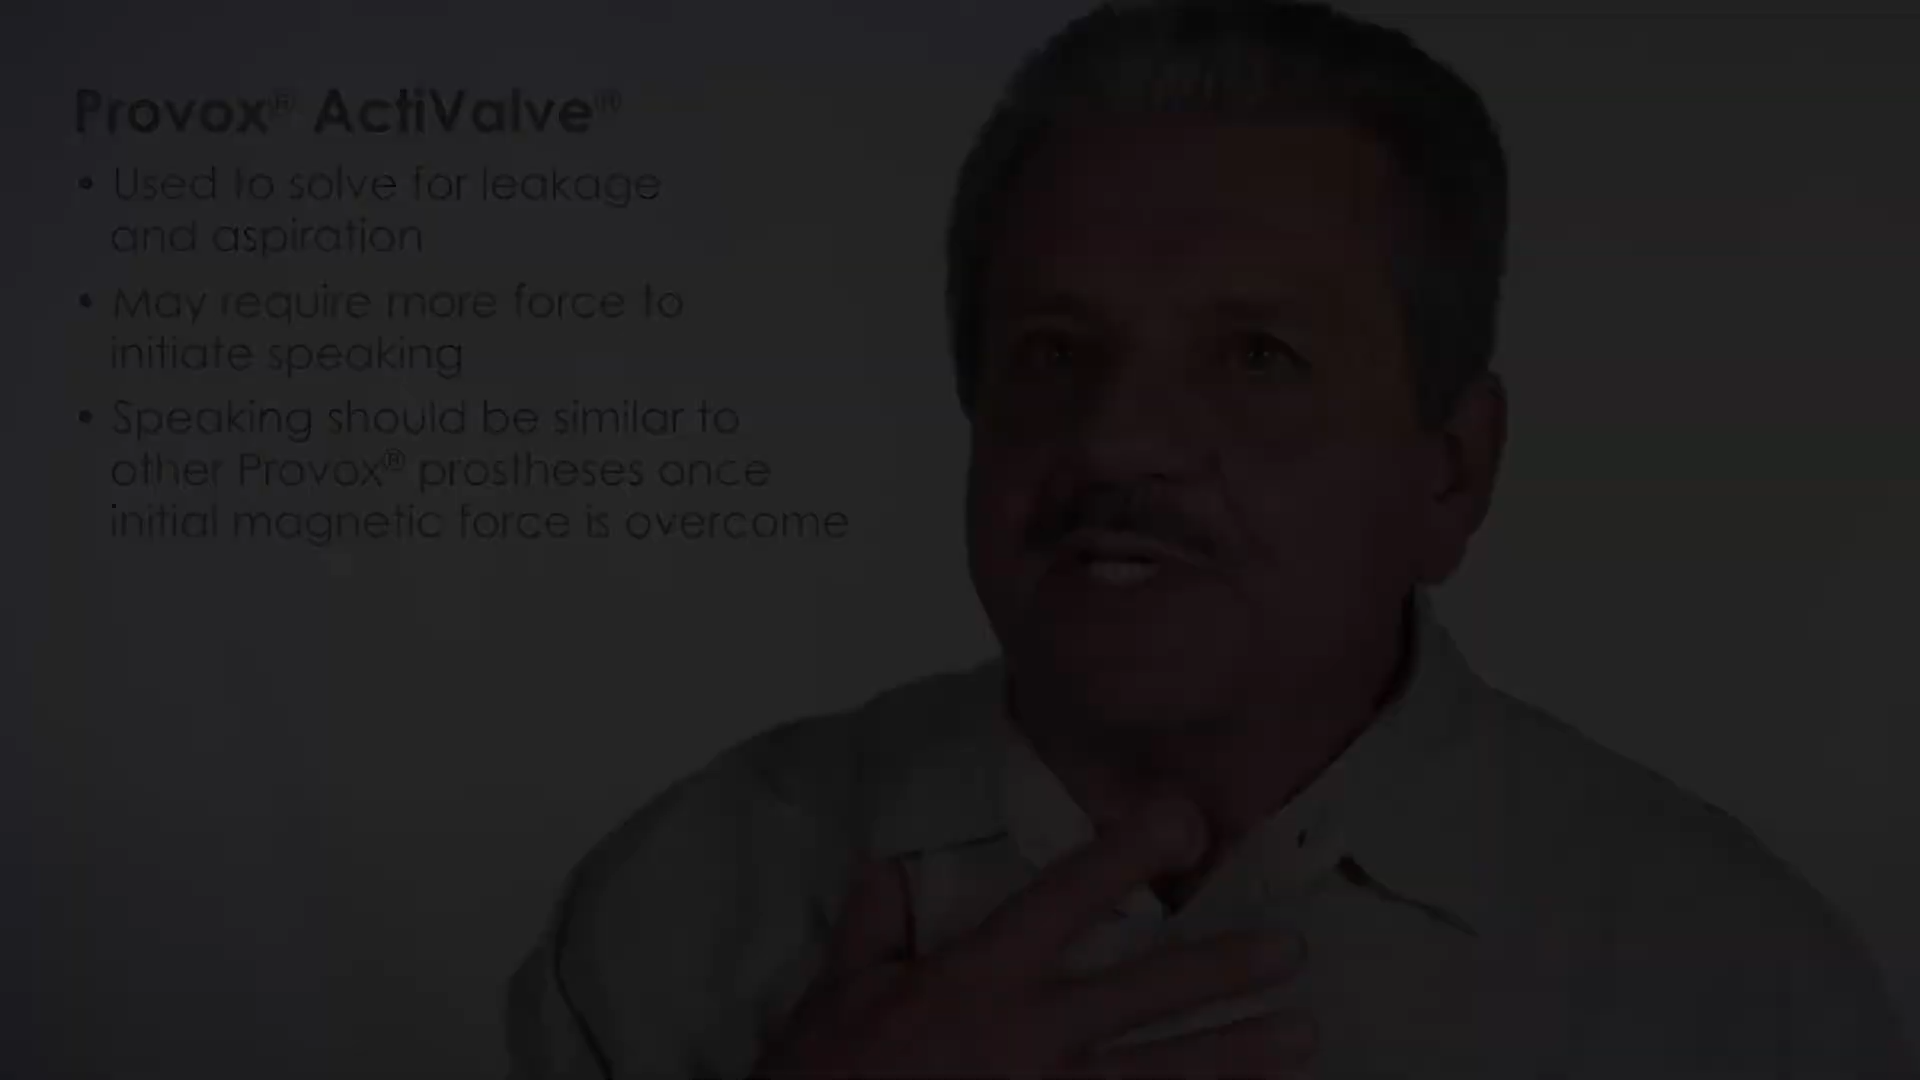 Provox® ActiValve®
• Used to solve for leakage
and aspiration
• May require more force to
initiate speaking
• Speaking should be similar to
other Provox® prostheses once
initial magnetic force is overcome